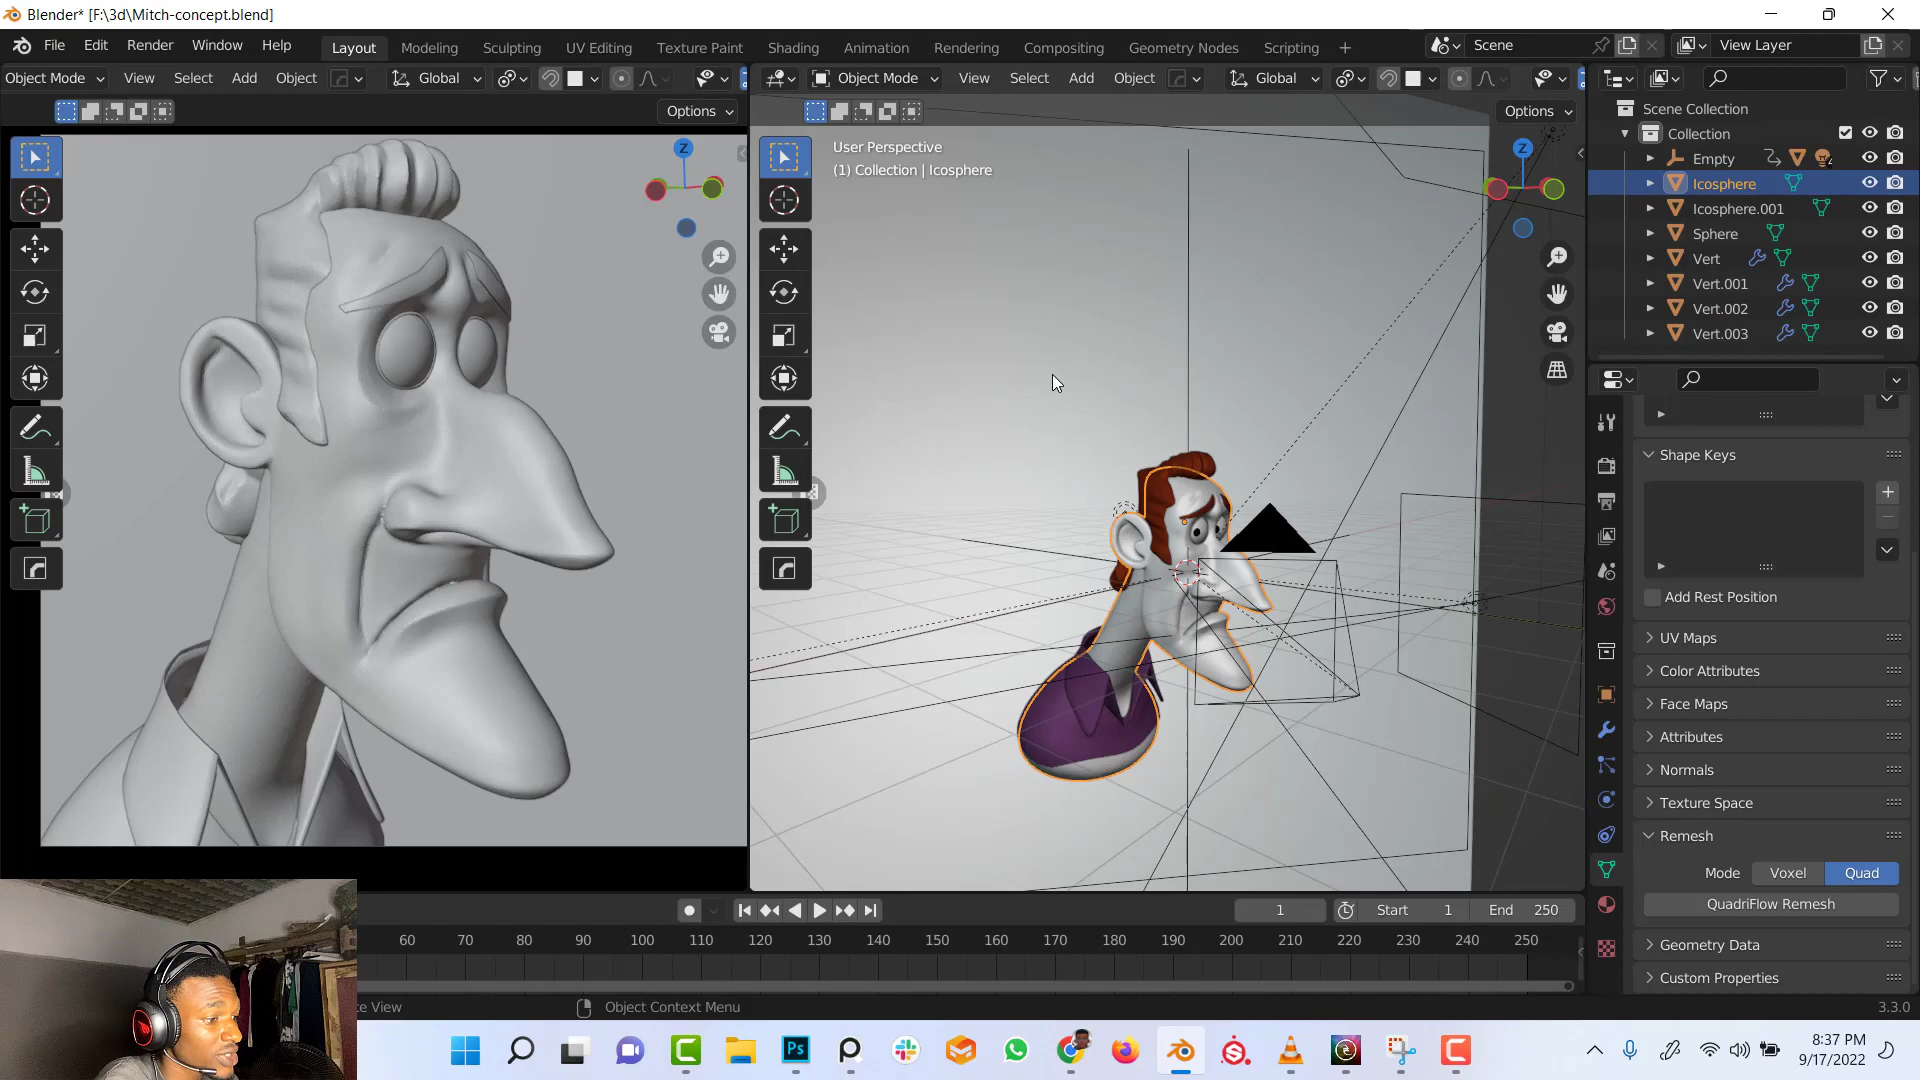 Blender* [F:\3d\Mitch-concept.blend]
File Edit Render Window Help
Layout Modeling Sculpting UV Editing Texture Paint Shading Animation Rendering Compositing Geometry Nodes Scripting +
Scene
View Layer
Object Mode View Select Add Object Global
Object Mode View Select Add Object Global
Options
Options
User Perspective
(1) Collection | Icosphere
Z
Z
Scene Collection
Collection
Empty
Icosphere
Icosphere.001
Sphere
Vert
Vert.001
Vert.002
Vert.003
Shape Keys
Add Rest Position
UV Maps
Color Attributes
Face Maps
Attributes
Normals
Texture Space
Remesh
Mode Voxel Quad
QuadriFlow Remesh
Geometry Data
Custom Properties
1 Start 1 End 250
60 70 80 90 100 110 120 130 140 150 160 170 180 190 200 210 220 230 240 250
te View
Object Context Menu
3.3.0
Ps
8:37 PM
9/17/2022